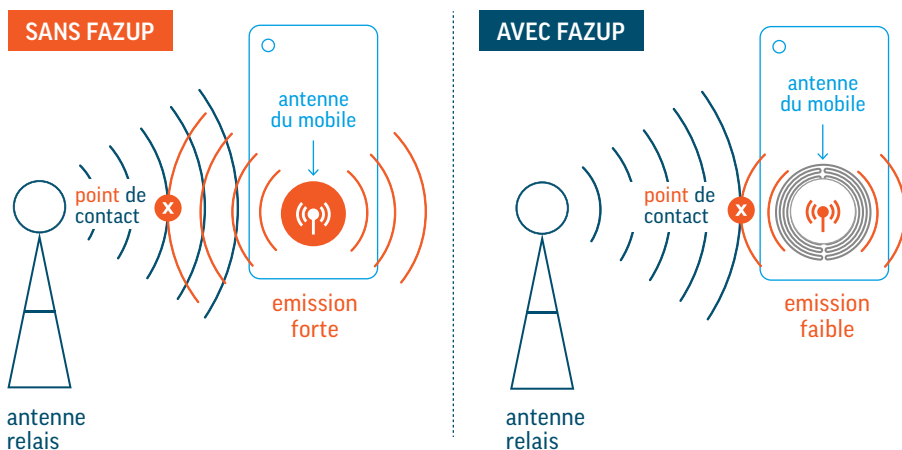 SANS FAZUP
antenne
du mobile
point de
contact
x
emission
forte
antenne
relais
AVEC FAZUP
antenne
du mobile
point de
contact
x
emission
faible
antenne
relais